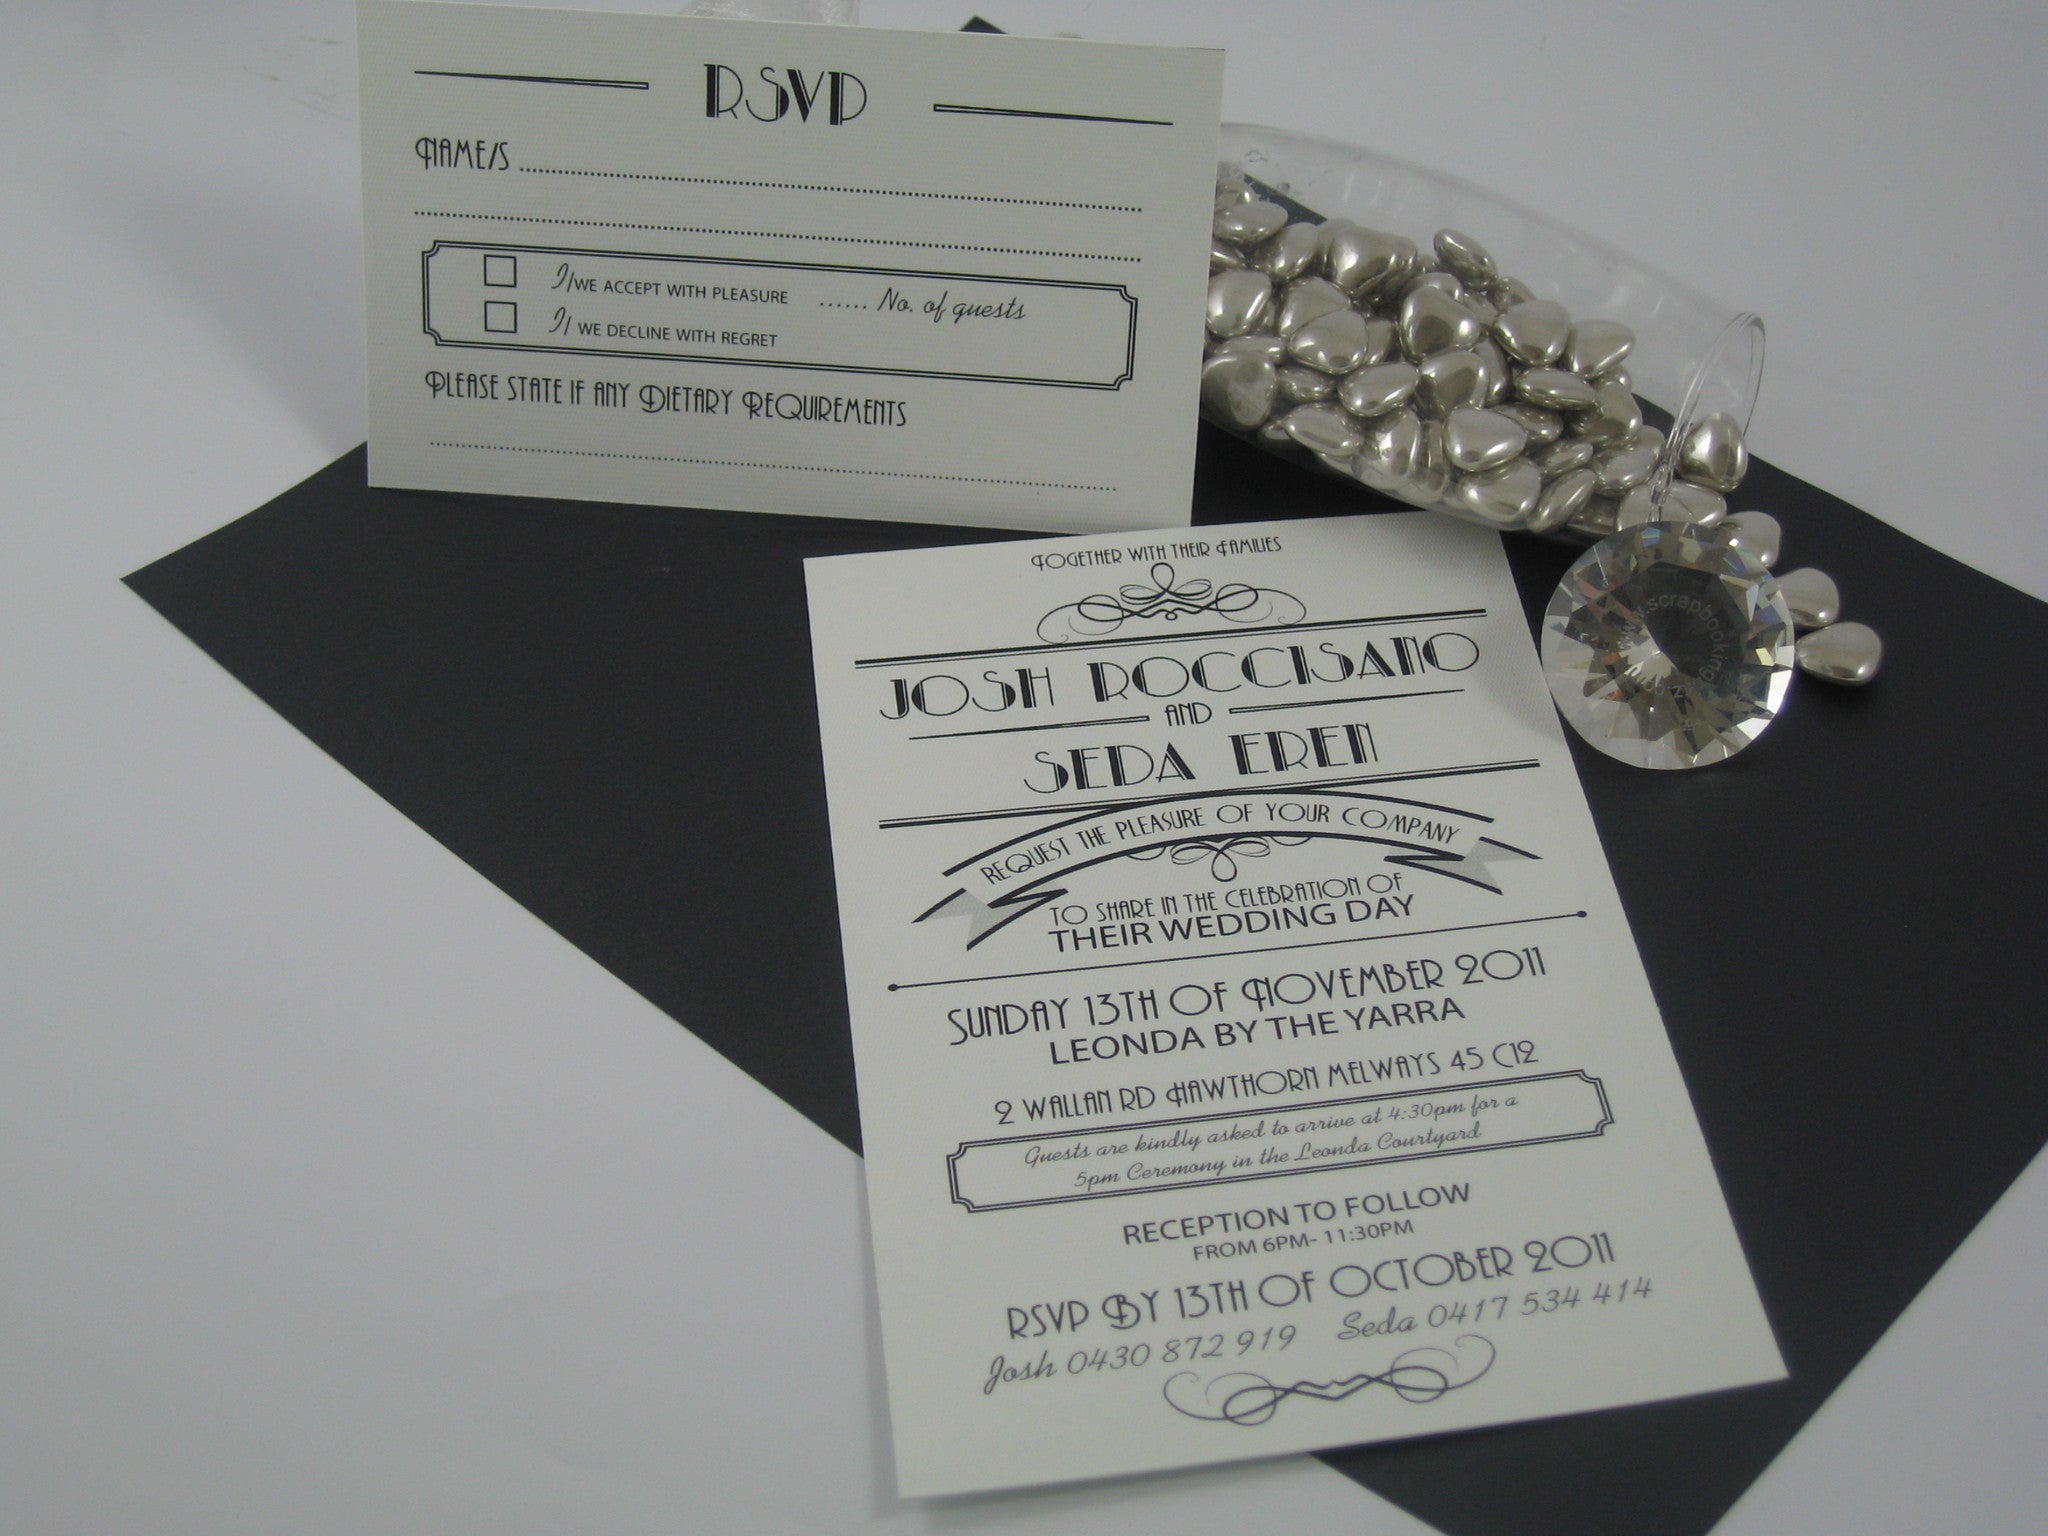 RSVP
NAME/S
I/WE ACCEPT WITH PLEASURE ...... No. of guests
I/ WE DECLINE WITH REGRET
PLEASE STATE IF ANY DIETARY REQUIREMENTS
TOGETHER WITH THEIR FAMILIES
JOSH ROCCISANO
AND
SEDA EREN
REQUEST THE PLEASURE OF YOUR COMPANY
TO SHARE IN THE CELEBRATION OF
THEIR WEDDING DAY
SUNDAY 13TH OF NOVEMBER 2011
LEONDA BY THE YARRA
2 WALLAN RD HAWTHORN MELWAYS 45 C12
Guests are kindly asked to arrive at 4:30pm for a
5pm Ceremony in the Leonda Courtyard
RECEPTION TO FOLLOW
FROM 6PM- 11:30PM
RSVP BY 13TH OF OCTOBER 2011
Josh 0430 872 919 Seda 0417 534 414